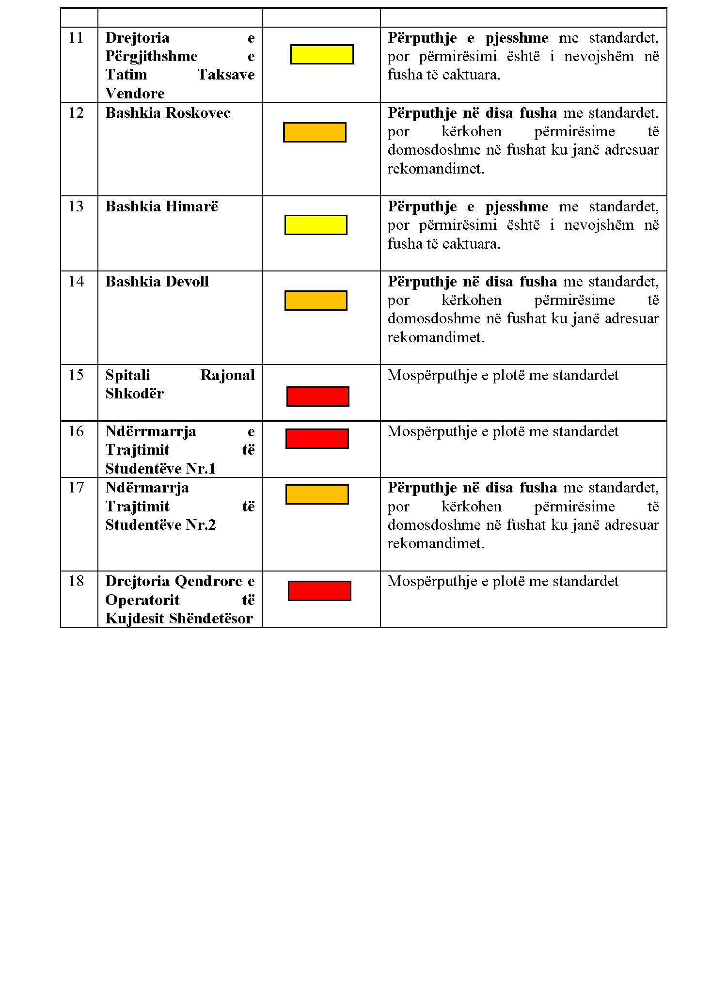 11
Drejtoria e
Përgjithshme e
Tatim Taksave
Vendore
Përputhje e pjesshme me standardet,
por përmirësimi është i nevojshëm në
fusha të caktuara.
12
Bashkia Roskovec
Përputhje në disa fusha me standardet,
por kërkohen përmirësime të
domosdoshme në fushat ku janë adresuar
rekomandimet.
13
Bashkia Himarë
Përputhje e pjesshme me standardet,
por përmirësimi është i nevojshëm në
fusha të caktuara.
14
Bashkia Devoll
Përputhje në disa fusha me standardet,
por kërkohen përmirësime të
domosdoshme në fushat ku janë adresuar
rekomandimet.
15
Spitali Rajonal
Shkodër
Mospërputhje e plotë me standardet
16
Ndërrmarrja e
Trajtimit të
Studentëve Nr.1
Mospërputhje e plotë me standardet
17
Ndërmarrja
Trajtimit të
Studentëve Nr.2
Përputhje në disa fusha me standardet,
por kërkohen përmirësime të
domosdoshme në fushat ku janë adresuar
rekomandimet.
18
Drejtoria Qendrore e
Operatorit të
Kujdesit Shëndetësor
Mospërputhje e plotë me standardet